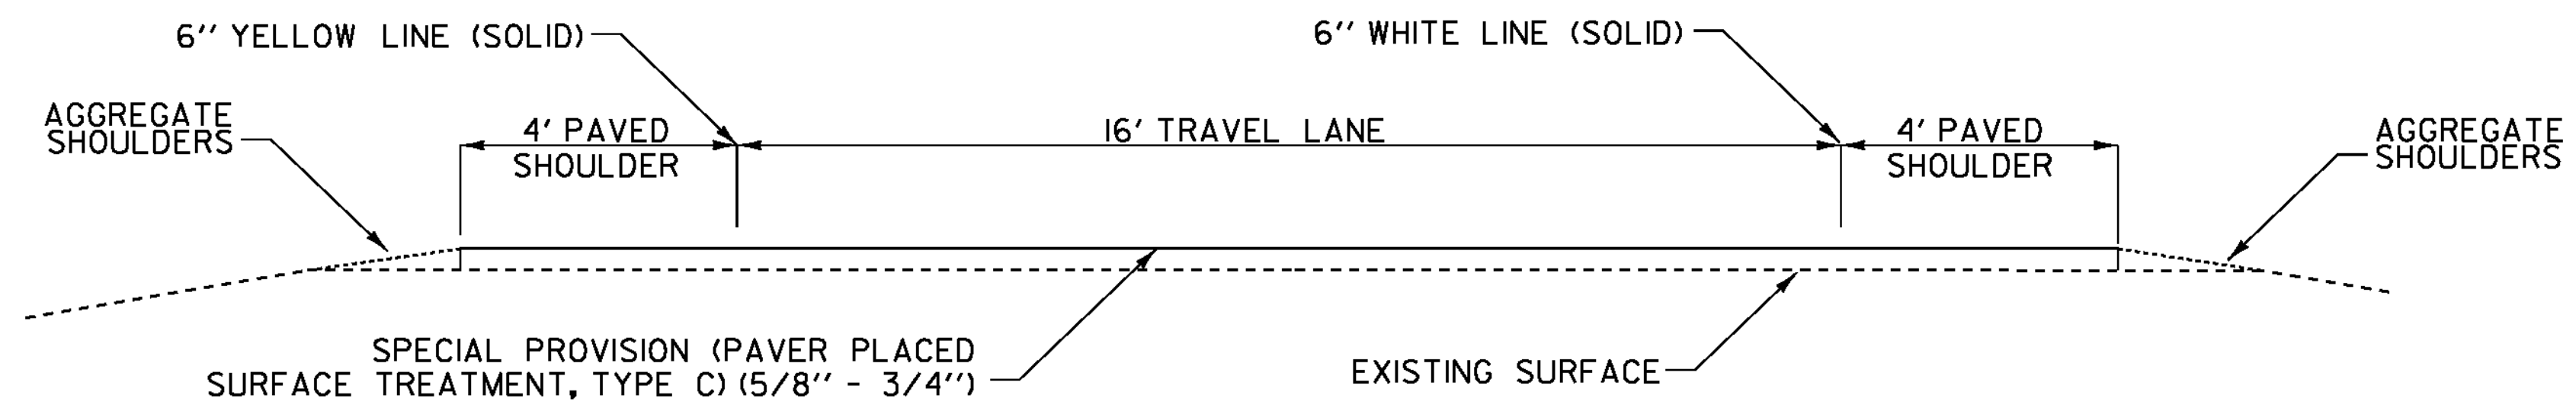 6" YELLOW LINE (SOLID)
6" WHITE LINE (SOLID)
AGGREGATE
SHOULDERS
4' PAVED
SHOULDER
16' TRAVEL LANE
4' PAVED
SHOULDER
AGGREGATE
SHOULDERS
SPECIAL PROVISION (PAVER PLACED
SURFACE TREATMENT, TYPE C) (5/8" - 3/4")
EXISTING SURFACE